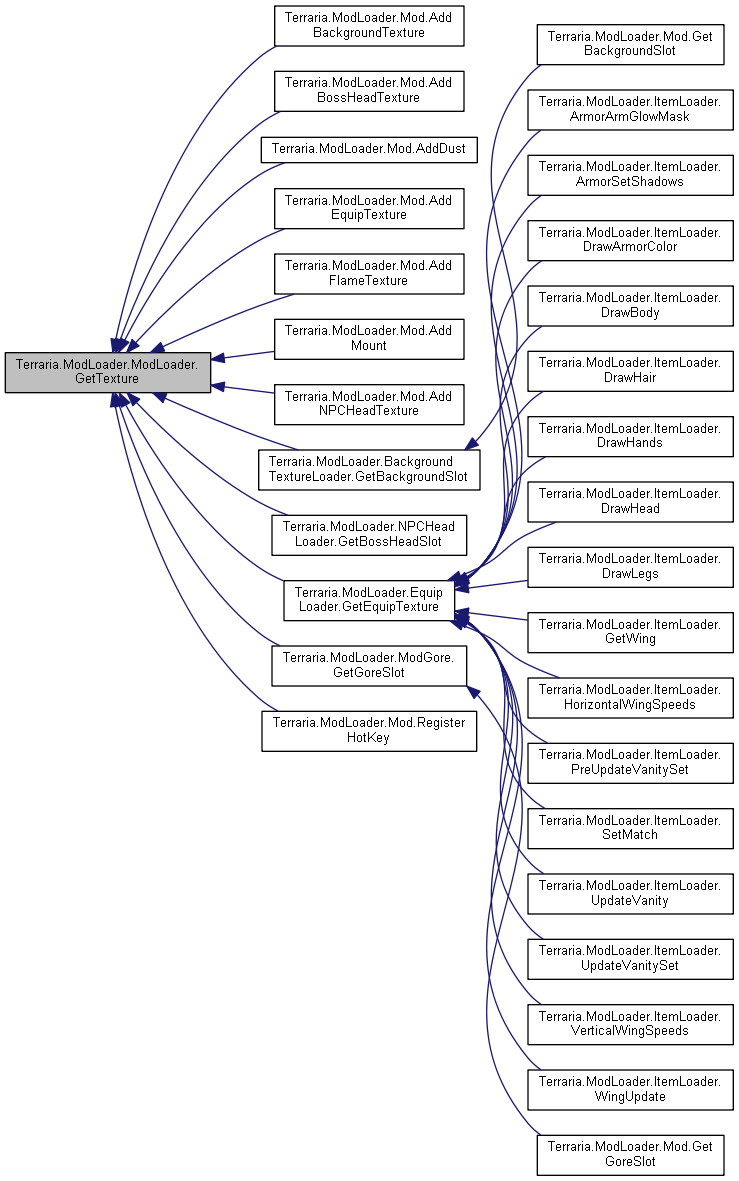 Terraria.ModLoader.ModLoader.
GetTexture
Terraria.ModLoader.Mod.Add
BackgroundTexture
Terraria.ModLoader.Mod.Add
BossHeadTexture
Terraria.ModLoader.Mod.AddDust
Terraria.ModLoader.Mod.Add
EquipTexture
Terraria.ModLoader.Mod.Add
FlameTexture
Terraria.ModLoader.Mod.Add
Mount
Terraria.ModLoader.Mod.Add
NPCHeadTexture
Terraria.ModLoader.Background
TextureLoader.GetBackgroundSlot
Terraria.ModLoader.NPCHead
Loader.GetBossHeadSlot
Terraria.ModLoader.Equip
Loader.GetEquipTexture
Terraria.ModLoader.ModGore.
GetGoreSlot
Terraria.ModLoader.Mod.Register
HotKey
Terraria.ModLoader.Mod.Get
BackgroundSlot
Terraria.ModLoader.ItemLoader.
ArmorArmGlowMask
Terraria.ModLoader.ItemLoader.
ArmorSetShadows
Terraria.ModLoader.ItemLoader.
DrawArmorColor
Terraria.ModLoader.ItemLoader.
DrawBody
Terraria.ModLoader.ItemLoader.
DrawHair
Terraria.ModLoader.ItemLoader.
DrawHands
Terraria.ModLoader.ItemLoader.
DrawHead
Terraria.ModLoader.ItemLoader.
DrawLegs
Terraria.ModLoader.ItemLoader.
GetWing
Terraria.ModLoader.ItemLoader.
HorizontalWingSpeeds
Terraria.ModLoader.ItemLoader.
PreUpdateVanitySet
Terraria.ModLoader.ItemLoader.
SetMatch
Terraria.ModLoader.ItemLoader.
UpdateVanity
Terraria.ModLoader.ItemLoader.
UpdateVanitySet
Terraria.ModLoader.ItemLoader.
VerticalWingSpeeds
Terraria.ModLoader.ItemLoader.
WingUpdate
Terraria.ModLoader.Mod.Get
GoreSlot